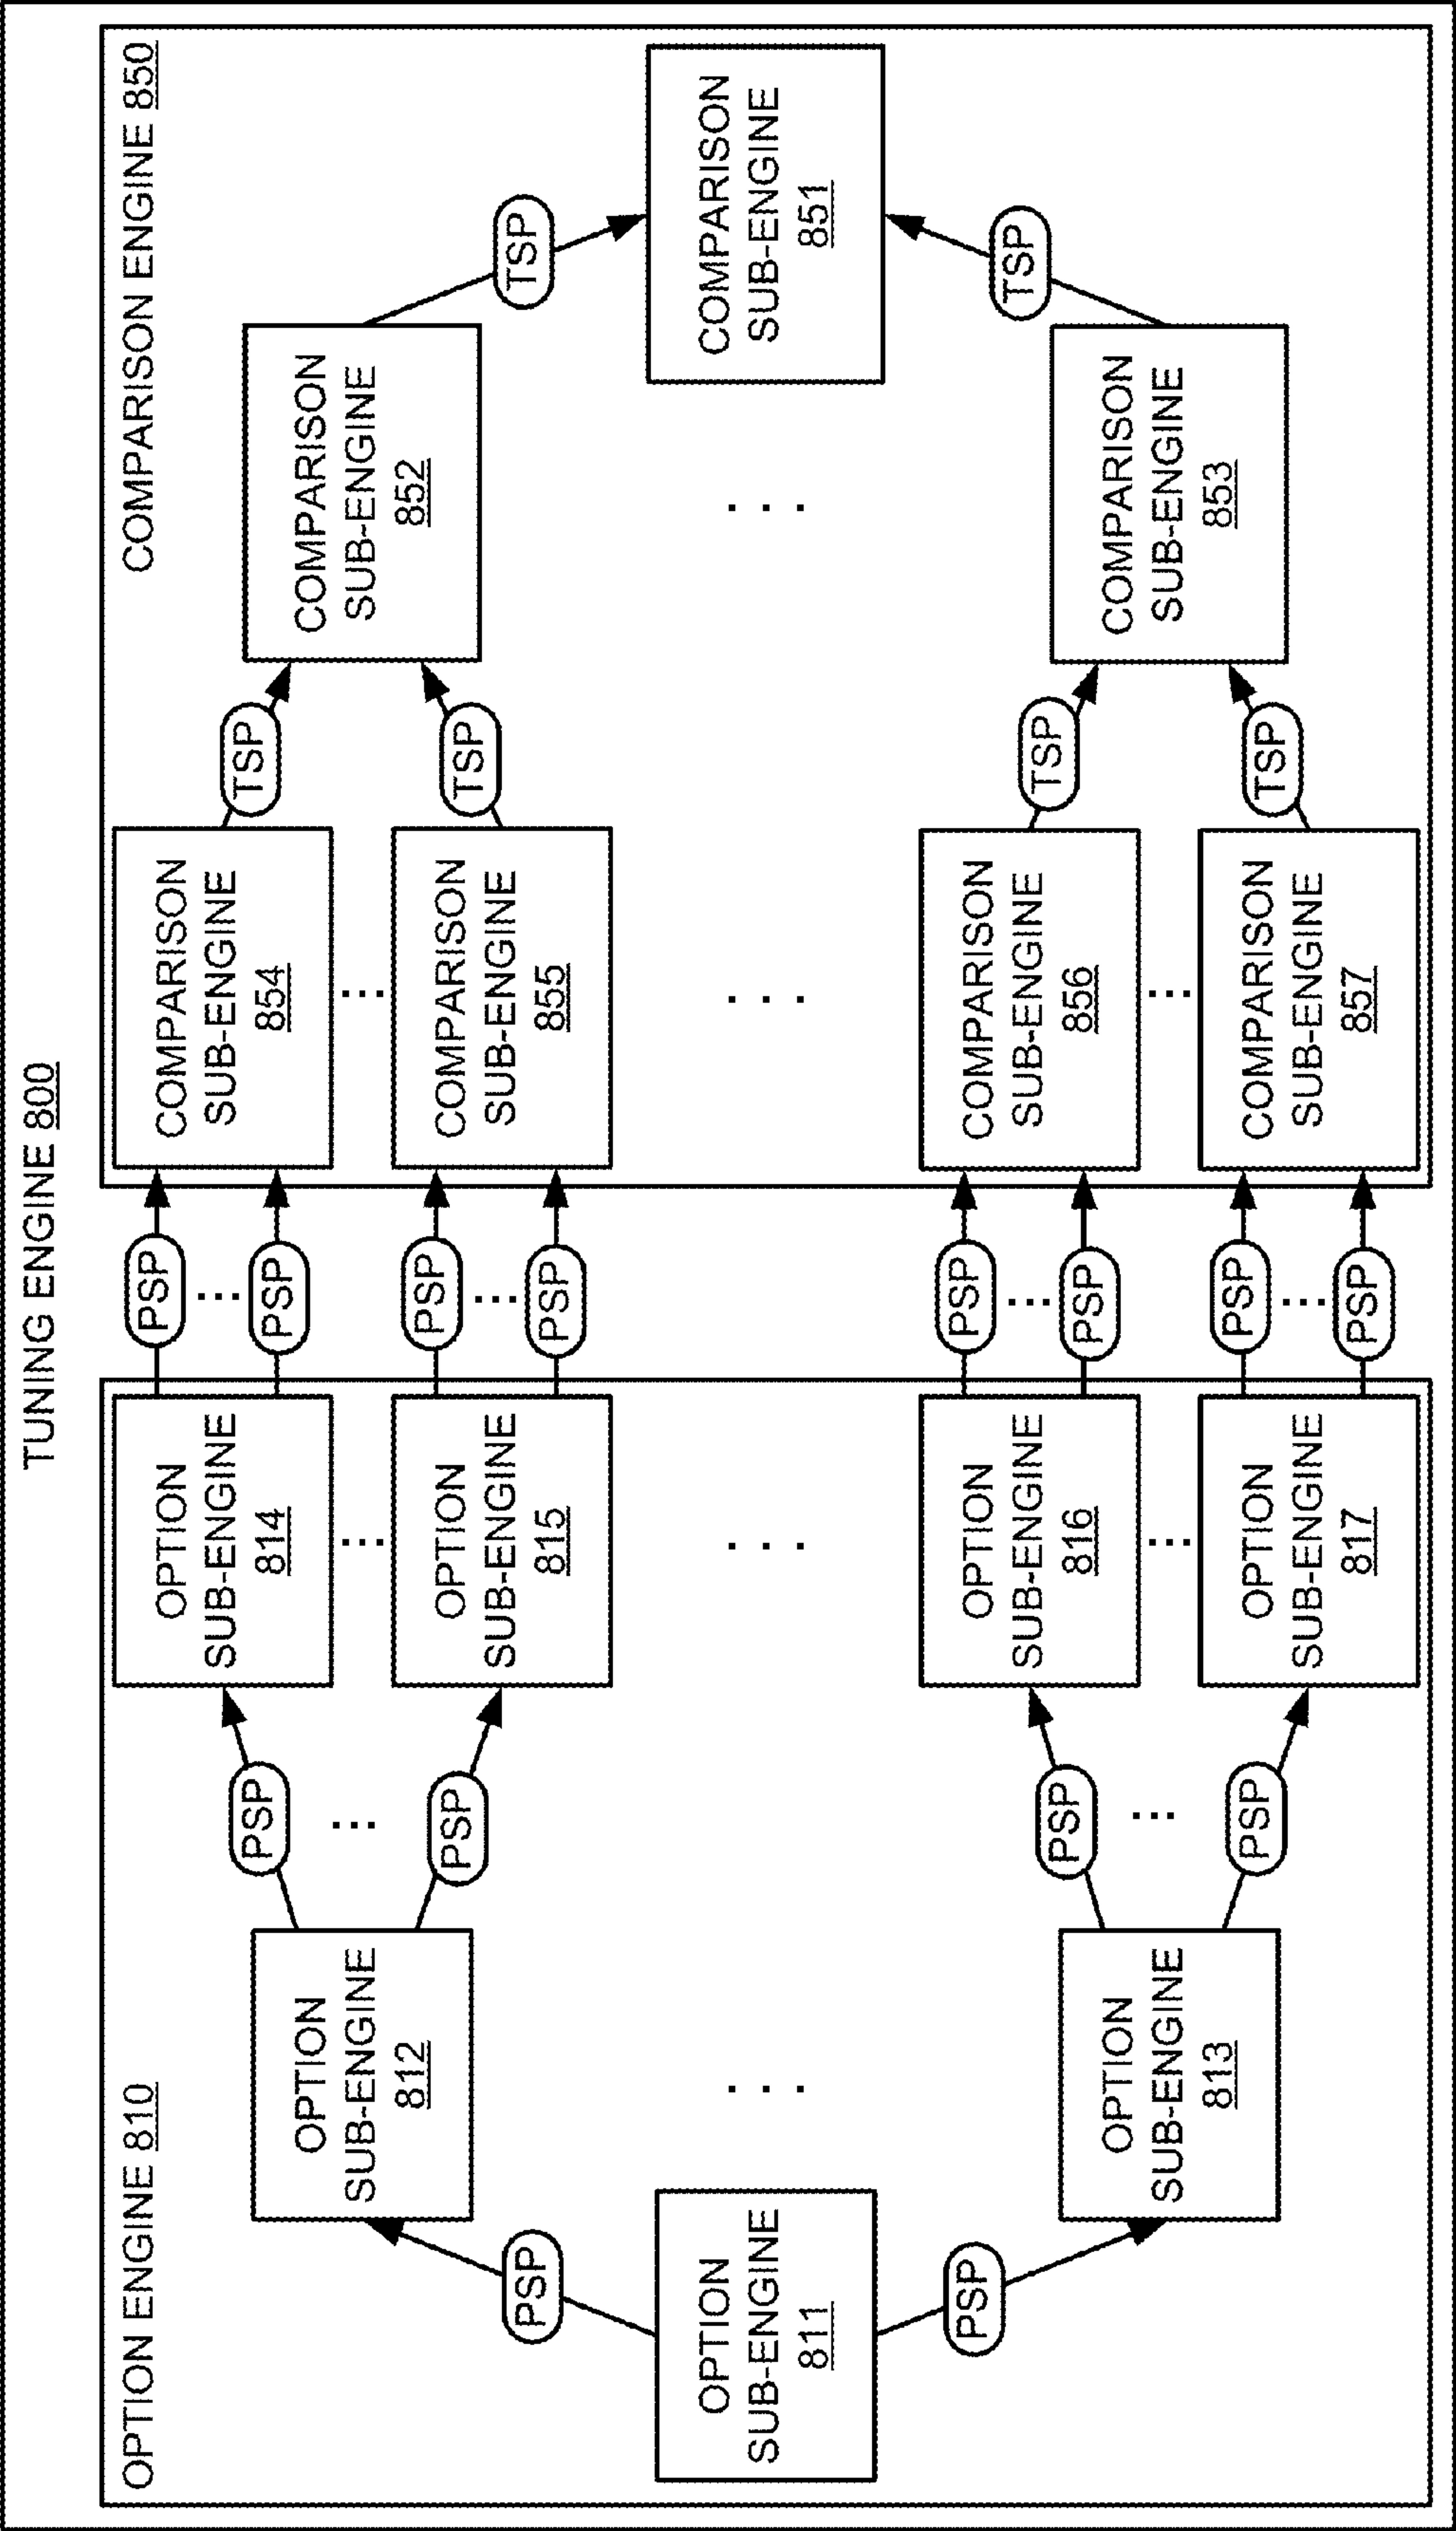 TUNING ENGINE 800
OPTION ENGINE 810
OPTION
SUB-ENGINE
811
PSP
PSP
OPTION
SUB-ENGINE
812
. . .
OPTION
SUB-ENGINE
813
PSP
...
PSP
PSP
...
PSP
OPTION
SUB-ENGINE
814
...
OPTION
SUB-ENGINE
815
. . .
OPTION
SUB-ENGINE
816
...
OPTION
SUB-ENGINE
817
PSP
...
PSP
PSP
...
PSP
PSP
...
PSP
PSP
...
PSP
COMPARISON ENGINE 850
COMPARISON
SUB-ENGINE
854
...
COMPARISON
SUB-ENGINE
855
. . .
COMPARISON
SUB-ENGINE
856
...
COMPARISON
SUB-ENGINE
857
TSP
TSP
TSP
TSP
COMPARISON
SUB-ENGINE
852
. . .
COMPARISON
SUB-ENGINE
853
TSP
TSP
COMPARISON
SUB-ENGINE
851